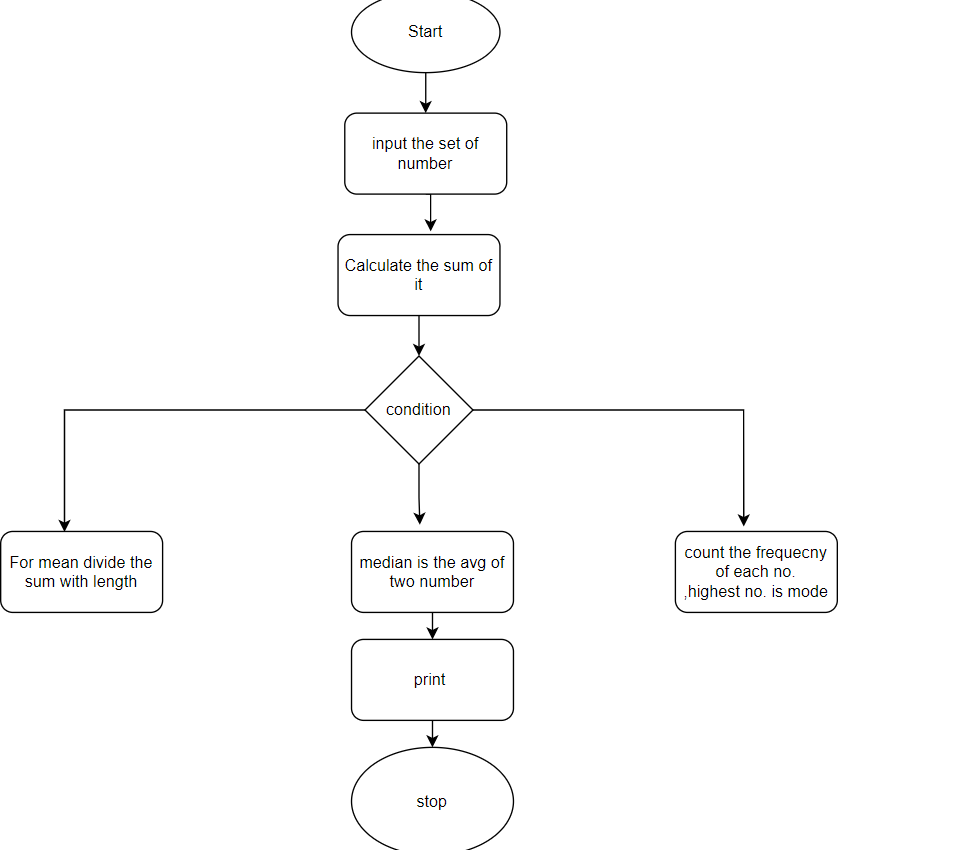 Start
input the set of
number
Calculate the sum of
it
condition
For mean divide the
sum with length
median is the avg of
two number
count the frequecny
of each no.
,highest no. is mode
print
stop